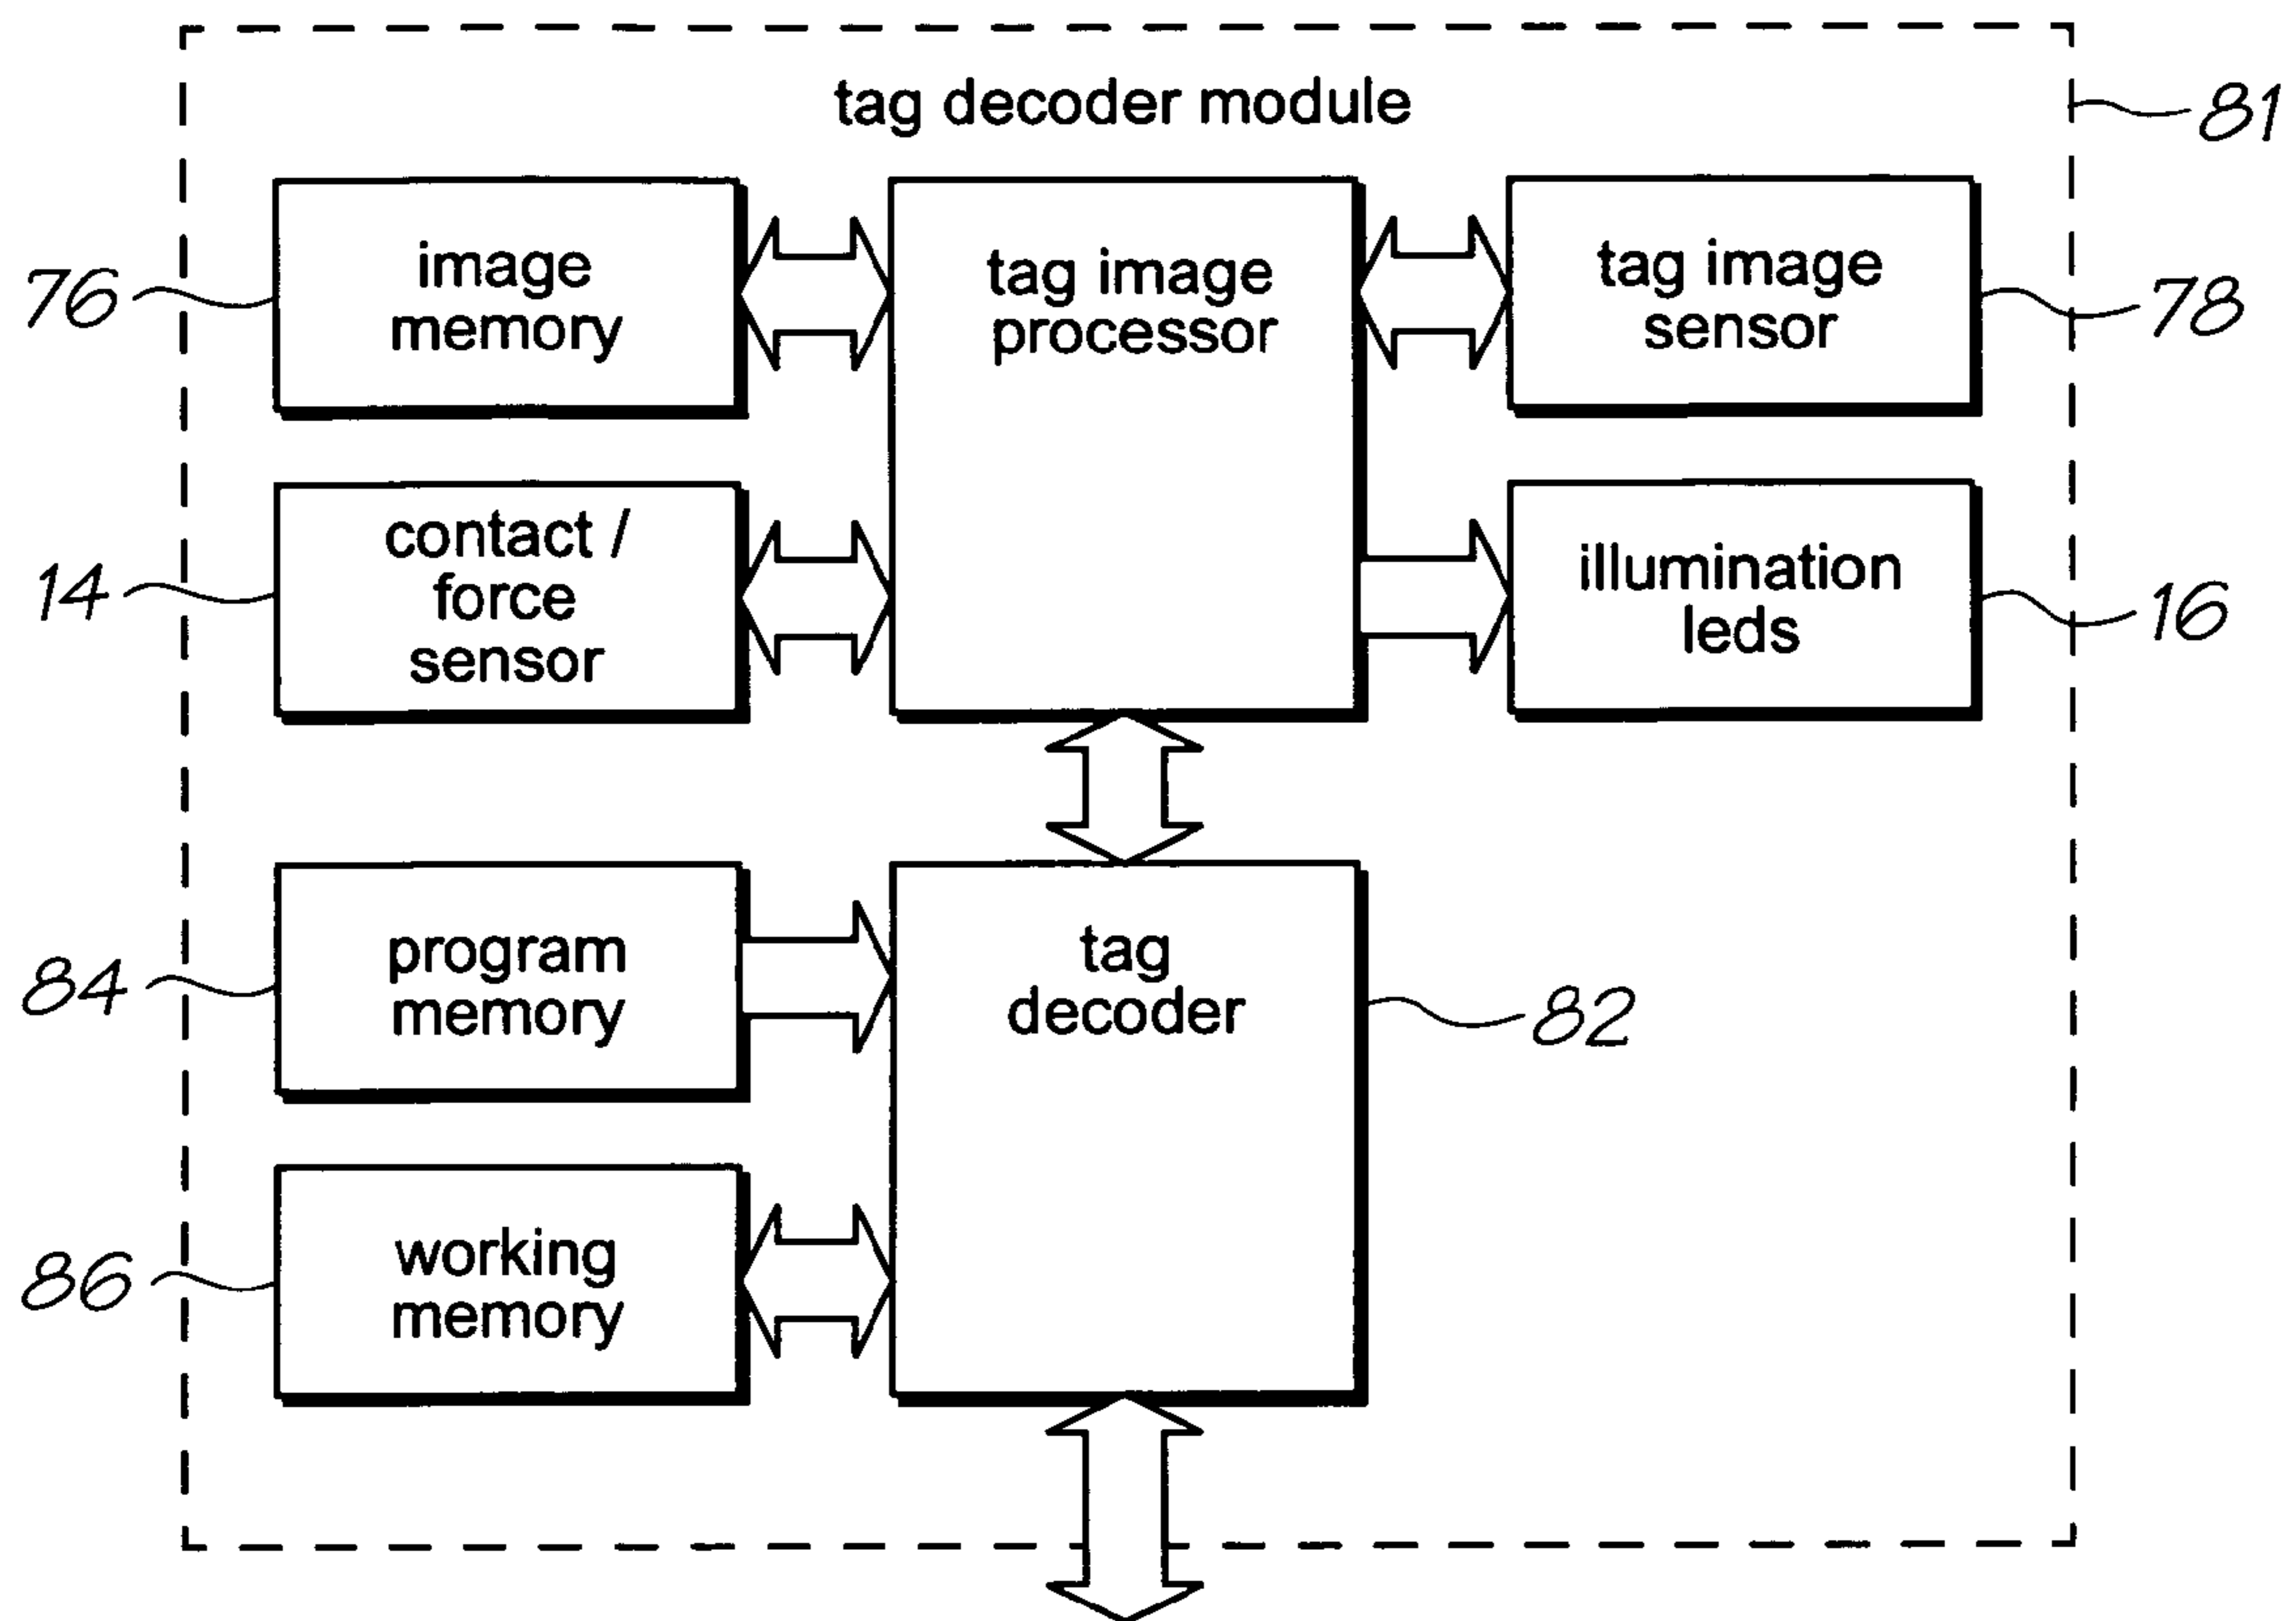 tag decoder module
81
image
memory
76
tag image
processor
tag image
sensor
78
contact /
force
sensor
14
illumination
leds
16
program
memory
84
tag
decoder
82
working
memory
86